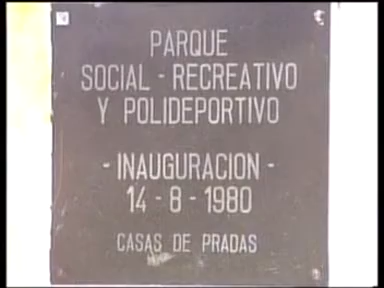 PARQUE
SOCIAL - RECREATIVO
Y POLIDEPORTIVO
- INAUGURACION -
14 - 8 - 1980
CASAS DE PRADAS